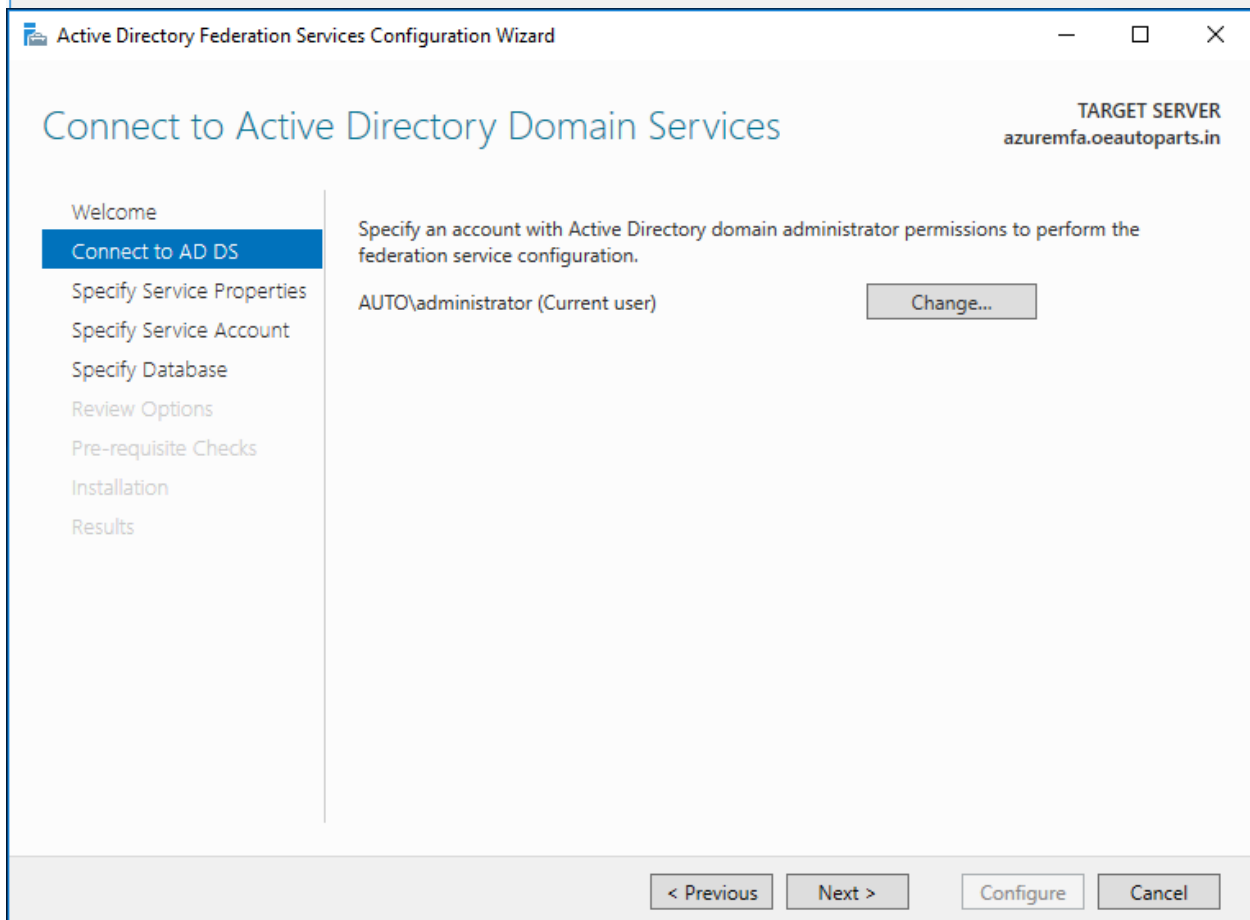 Active Directory Federation Services Configuration Wizard
Connect to Active Directory Domain Services
TARGET SERVER
azuremfa.oeautoparts.in
Welcome
Connect to AD DS
Specify Service Properties
Specify Service Account
Specify Database
Review Options
Pre-requisite Checks
Installation
Results
Specify an account with Active Directory domain administrator permissions to perform the
federation service configuration.
AUTO\administrator (Current user)
Change...
< Previous
Next >
Configure
Cancel